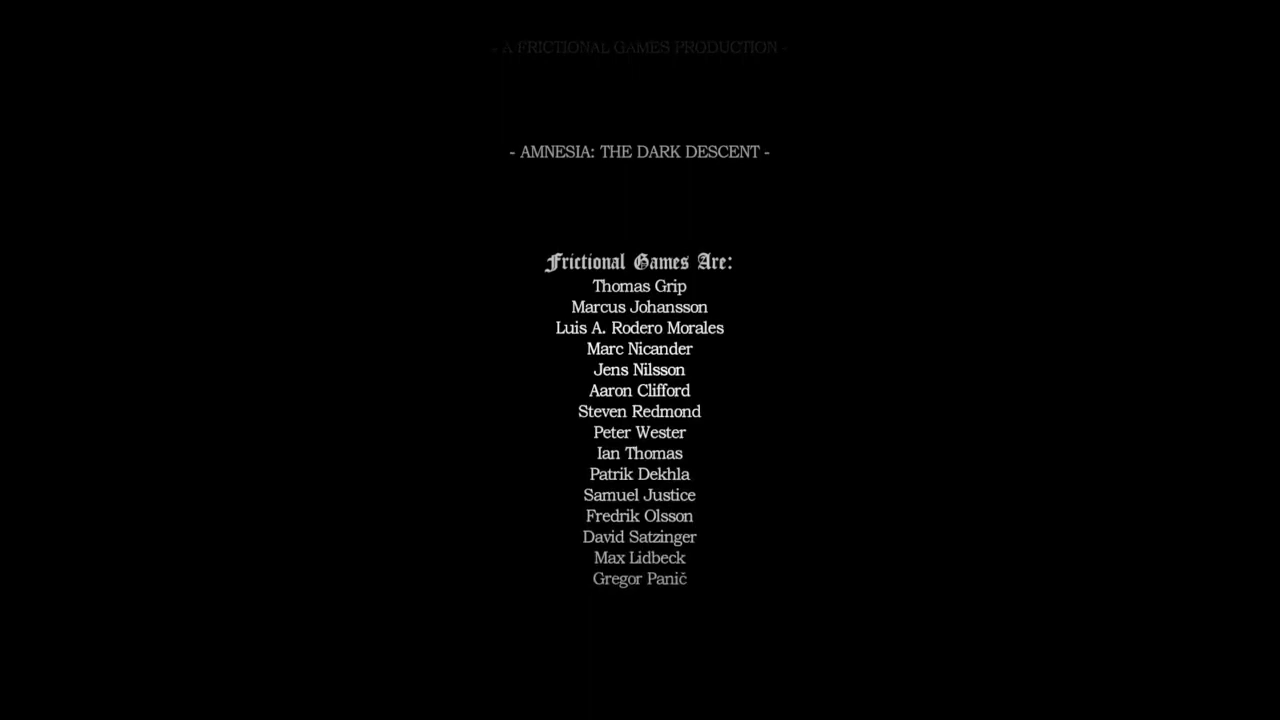 - A FRICTIONAL GAMES PRODUCTION -
- AMNESIA: THE DARK DESCENT -
Frictional Games Are:
Thomas Grip
Marcus Johansson
Luis A. Rodero Morales
Marc Nicander
Jens Nilsson
Aaron Clifford
Steven Redmond
Peter Wester
Ian Thomas
Patrik Dekhla
Samuel Justice
Fredrik Olsson
David Satzinger
Max Lidbeck
Gregor Panič